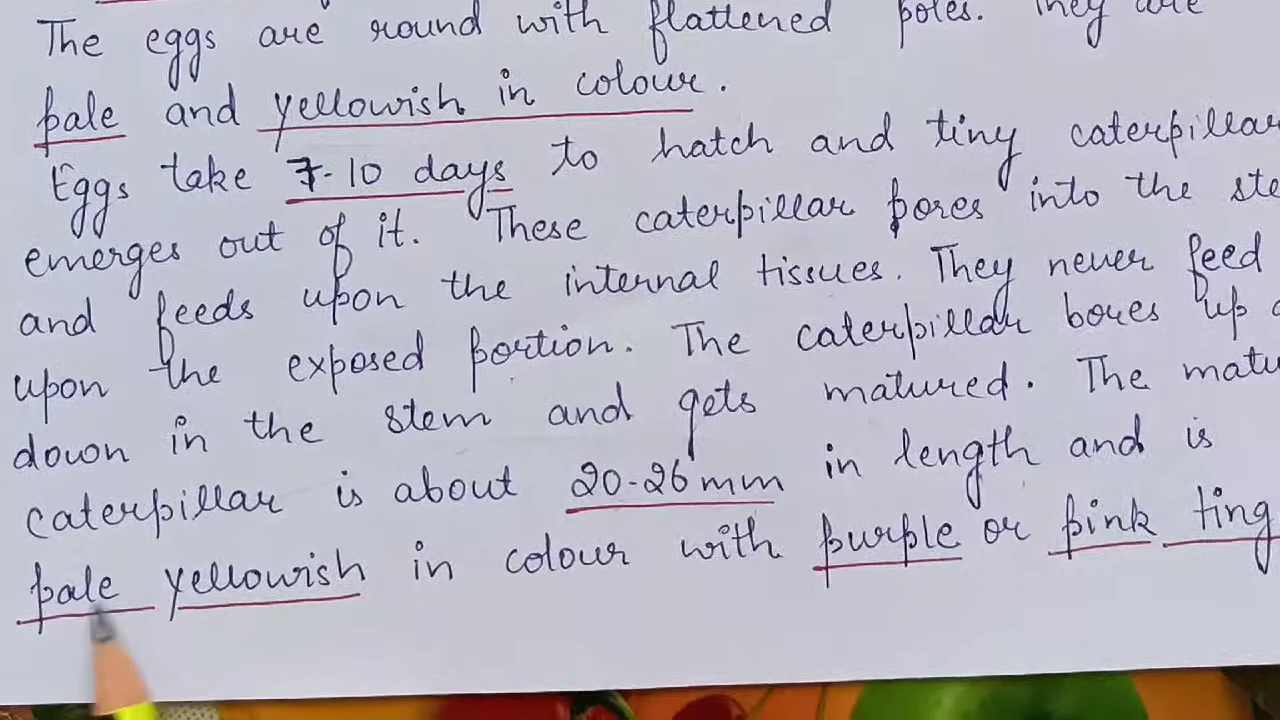 The eggs are round with flattened poles. They are
pale and yellowish in colour.
Eggs take 7-10 days to hatch and tiny caterpillar
emerges out of it. These caterpillar bores into the ste
and feeds upon the internal tissues. They never feed
upon the exposed portion. The caterpillar bores up
down in the stem and gets matured. The matu
caterpillar is about 20-26mm in length and is
pale yellowish in colour with purple or pink ting